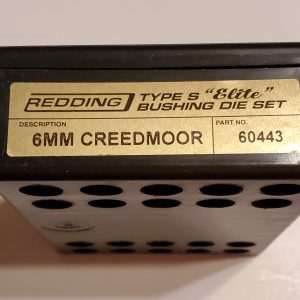 REDDING TYPE S "Elite"
BUSHING DIE SET
DESCRIPTION PART NO.
6MM CREEDMOOR 60443